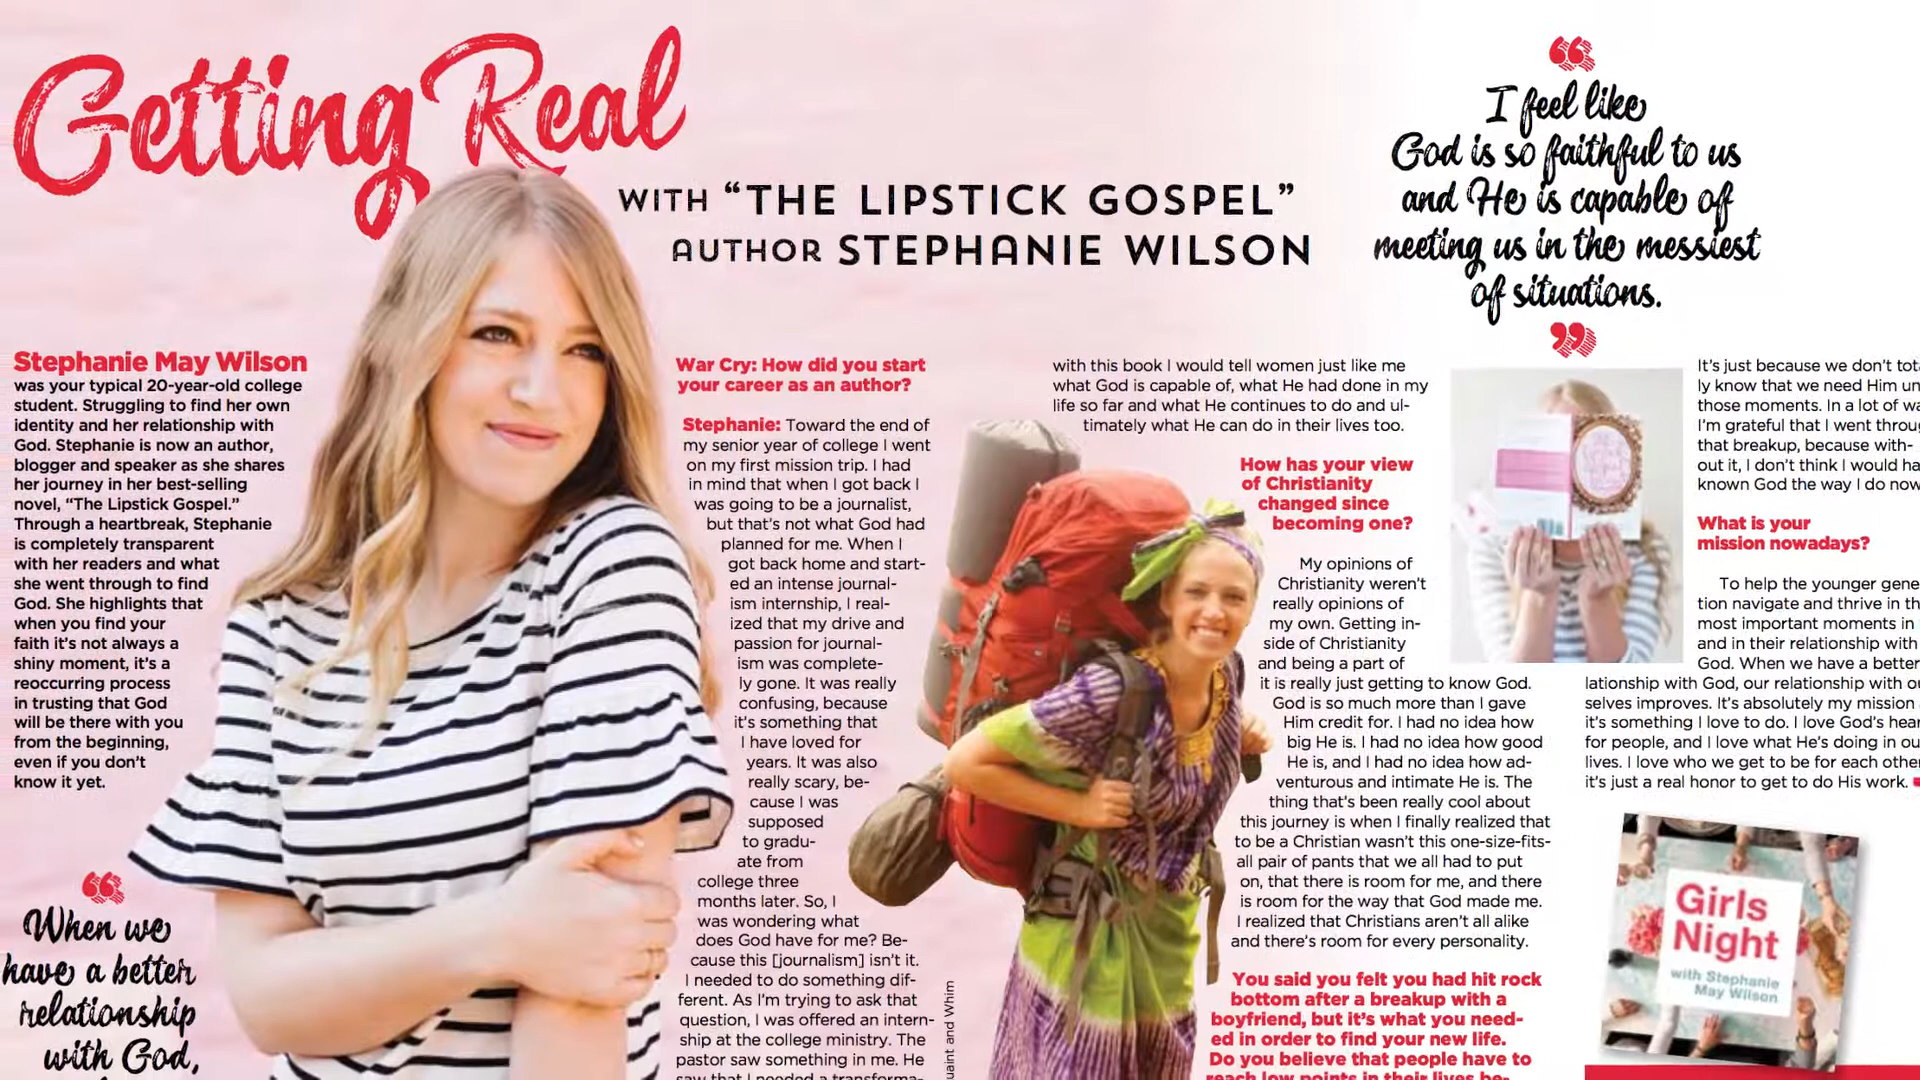 Getting Real
WITH “THE LIPSTICK GOSPEL”
AUTHOR STEPHANIE WILSON
Stephanie May Wilson
was your typical 20-year-old college
student. Struggling to find her own
identity and her relationship with
God. Stephanie is now an author,
blogger and speaker as she shares
her journey in her best-selling
novel, “The Lipstick Gospel.”
Through a heartbreak, Stephanie
is completely transparent
with her readers and what
she went through to find
God. She highlights that
when you find your
faith it’s not always a
shiny moment, it’s a
reoccurring process
in trusting that God
will be there with you
from the beginning,
even if you don’t
know it yet.
“
When we
have a better
relationship
with God,
War Cry: How did you start
your career as an author?
Stephanie: Toward the end of
my senior year of college I went
on my first mission trip. I had
in mind that when I got back I
was going to be a journalist,
but that’s not what God had
planned for me. When I
got back home and start-
ed an intense journal-
ism internship, I real-
ized that my drive and
passion for journal-
ism was complete-
ly gone. It was really
confusing, because
it’s something that
I have loved for
years. It was also
really scary, be-
cause I was
supposed
to gradu-
ate from
college three
months later. So, I
was wondering what
does God have for me? Be-
cause this [journalism] isn’t it.
I needed to do something dif-
ferent. As I’m trying to ask that
question, I was offered an intern-
ship at the college ministry. The
pastor saw something in me. He
saw that I needed a transforma-
and Whim
with this book I would tell women just like me
what God is capable of, what He had done in my
life so far and what He continues to do and ul-
timately what He can do in their lives too.
How has your view
of Christianity
changed since
becoming one?
My opinions of
Christianity weren’t
really opinions of
my own. Getting in-
side of Christianity
and being a part of
it is really just getting to know God.
God is so much more than I gave
Him credit for. I had no idea how
big He is. I had no idea how good
He is, and I had no idea how ad-
venturous and intimate He is. The
thing that’s been really cool about
this journey is when I finally realized that
to be a Christian wasn’t this one-size-fits-
all pair of pants that we all had to put
on, that there is room for me, and there
is room for the way that God made me.
I realized that Christians aren’t all alike
and there’s room for every personality.
You said you felt you had hit rock
bottom after a breakup with a
boyfriend, but it’s what you need-
ed in order to find your new life.
Do you believe that people have to
reach low points in their lives be-
“
I feel like
God is so faithful to us
and He is capable of
meeting us in the messiest
of situations.
”
It’s just because we don’t tot
ly know that we need Him un
those moments. In a lot of wa
I’m grateful that I went throu
that breakup, because with-
out it, I don’t think I would ha
known God the way I do now
What is your
mission nowadays?
To help the younger gene
tion navigate and thrive in th
most important moments in
and in their relationship with
God. When we have a better
lationship with God, our relationship with ou
selves improves. It’s absolutely my mission
it’s something I love to do. I love God’s hear
for people, and I love what He’s doing in ou
lives. I love who we get to be for each other
it’s just a real honor to get to do His work.
Girls
Night
with Stephanie
May Wilson